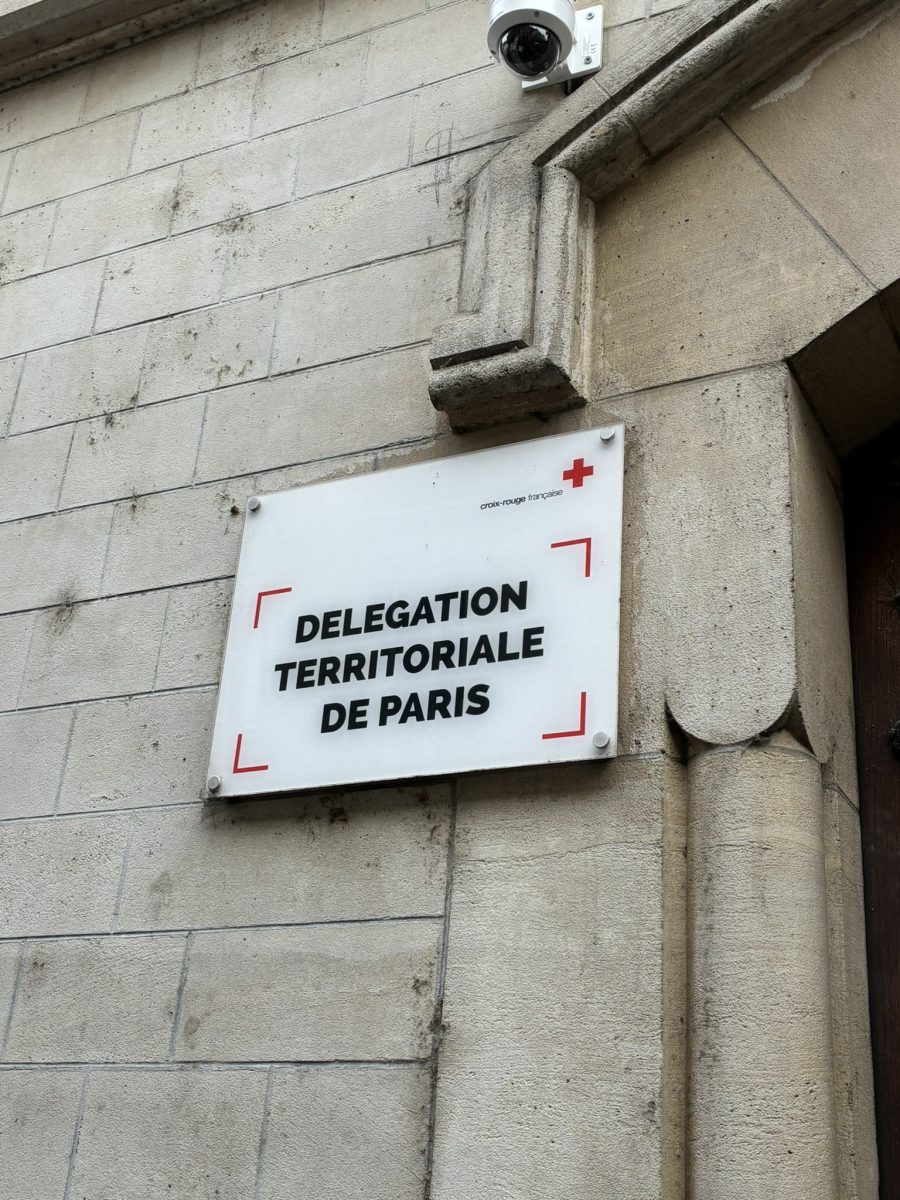 croix-rouge française
DELEGATION
TERRITORIALE
DE PARIS